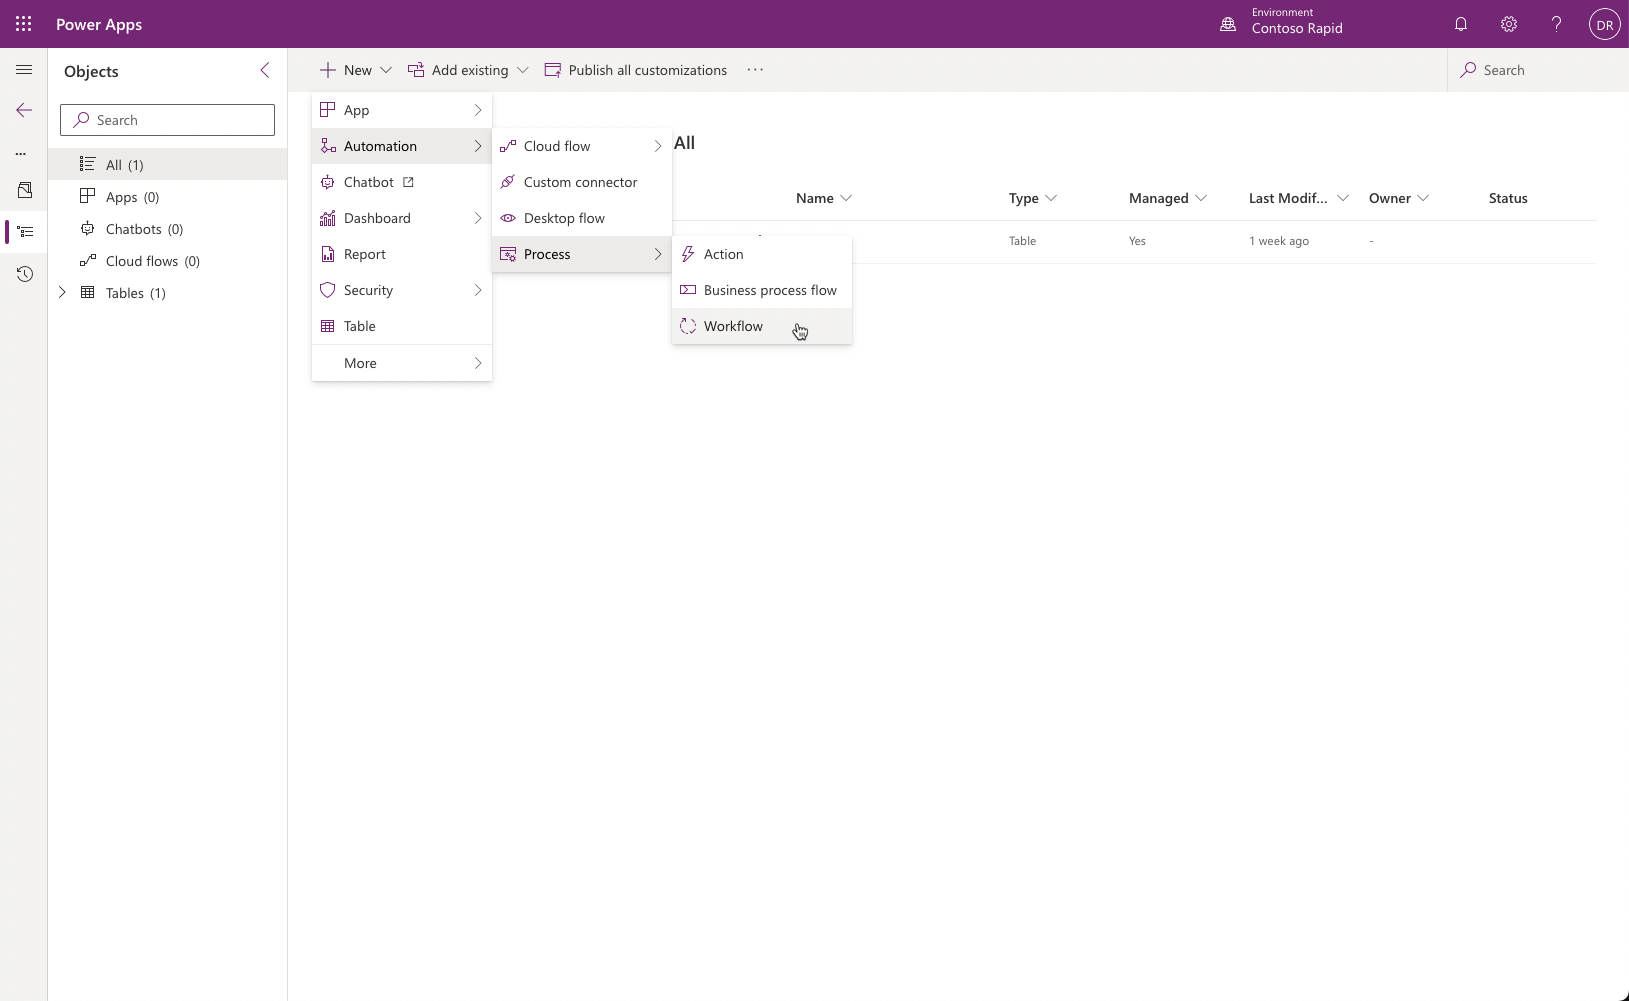 Power Apps
Environment
Contoso Rapid
?
DR
Objects
New
Add existing
Publish all customizations
···
Search
Search
All (1)
Apps (0)
Chatbots (0)
Cloud flows (0)
Tables (1)
App
Automation
Chatbot
Dashboard
Report
Security
Table
More
Cloud flow
Custom connector
Desktop flow
Process
Action
Business process flow
Workflow
All
Name Type Managed Last Modif... Owner Status
Table Yes 1 week ago -